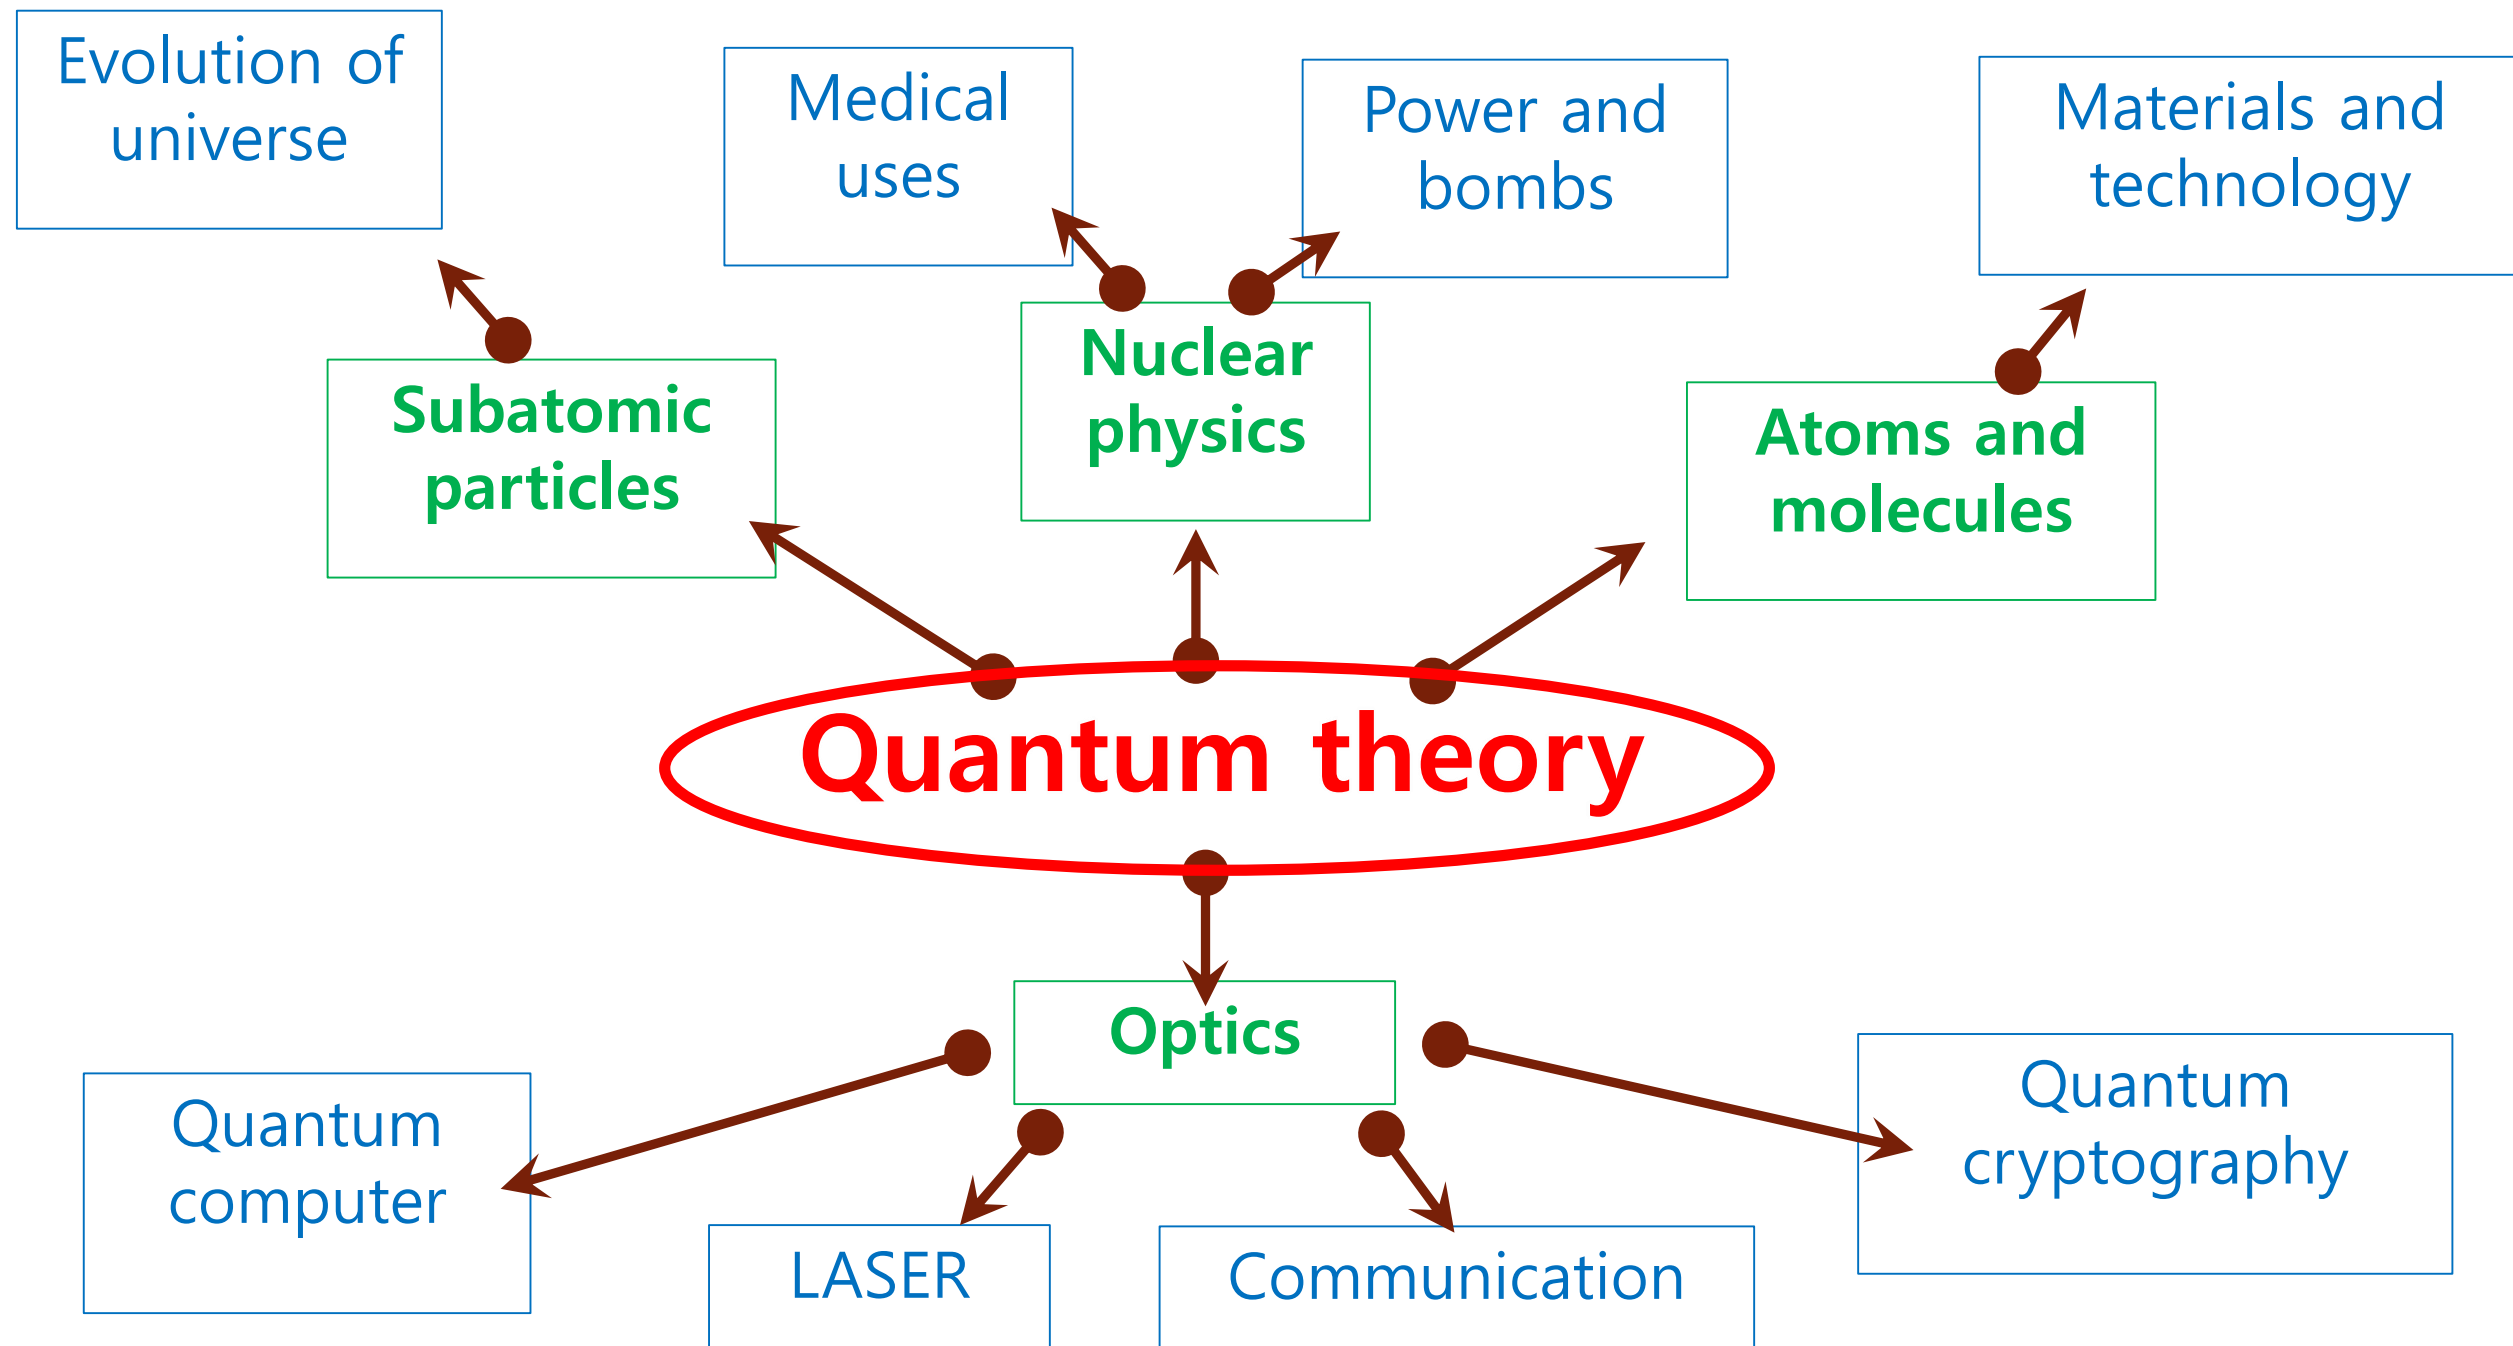 Evolution of
universe
Medical
uses
Power and
bombs
Materials and
technology
Subatomic
particles
Nuclear
physics
Atoms and
molecules
Quantum theory
Optics
Quantum
computer
LASER
Communication
Quantum
cryptography